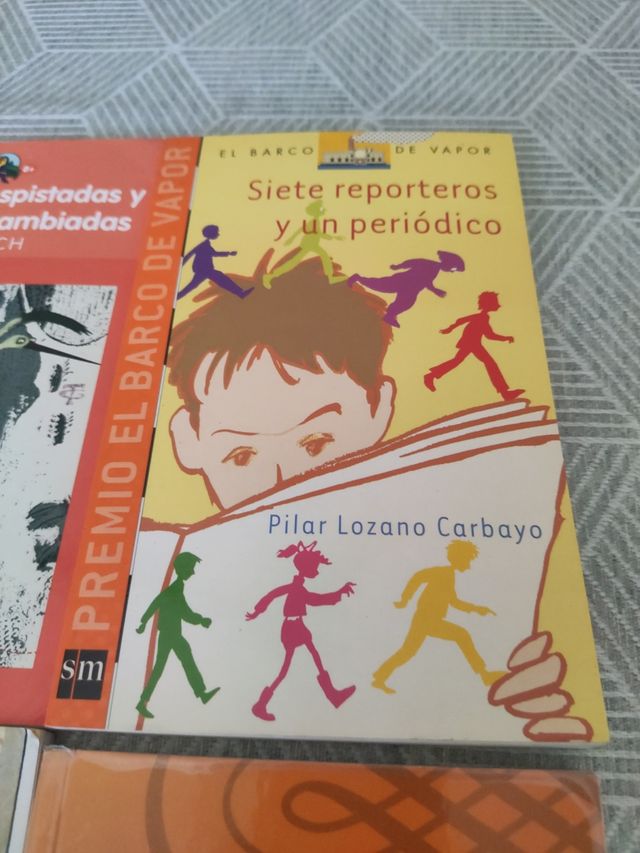 spistadas y
ambiadas
CH
PREMIO EL BARCO DE VAPOR
sm
EL BARCO DE VAPOR
Siete reporteros
y un periódico
Pilar Lozano Carbayo